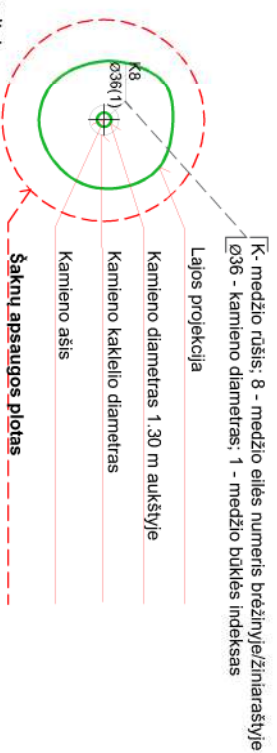 K- medžio rūšis; 8 - medžio eilės numeris brėžinyje/žiniaraštyje
Ø36 - kamieno diametras; 1 - medžio būklės indeksas
K8
Ø36(1)
Lajos projekcija
Kamieno diametras 1.30 m aukštyje
Kamieno kaklelio diametras
Kamieno ašis
Šaknų apsaugos plotas